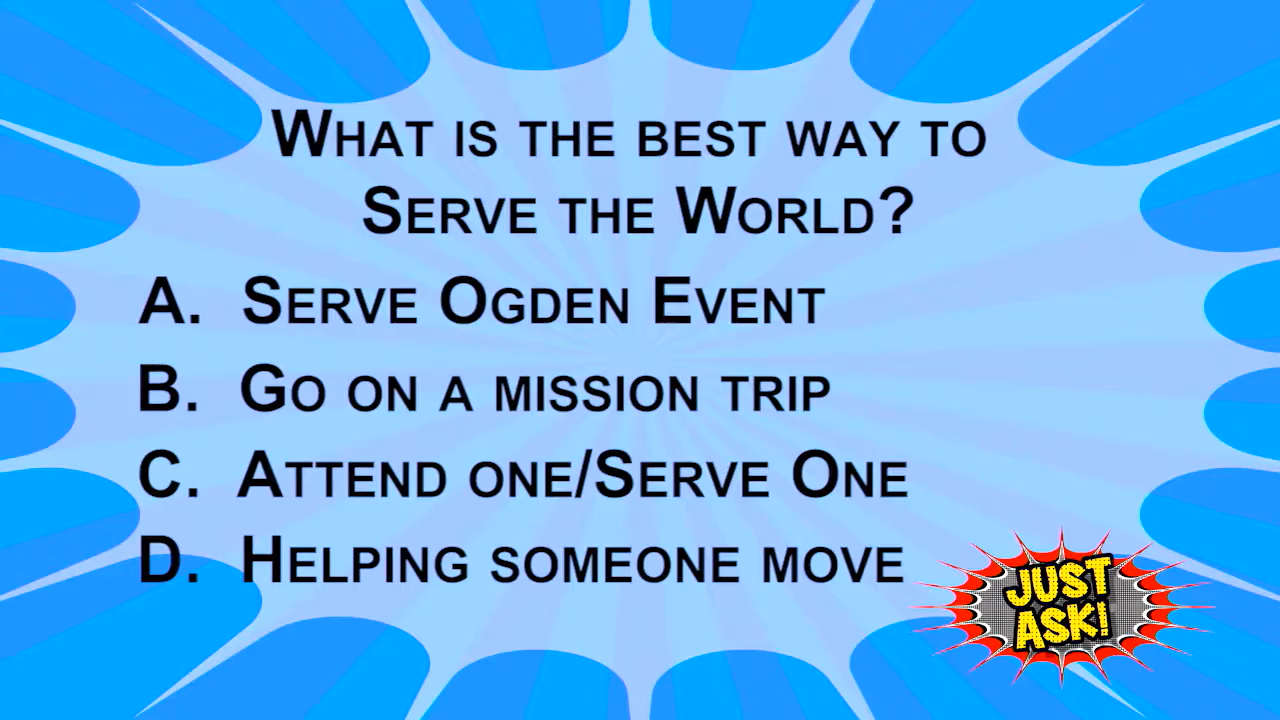 What is the best way to
Serve the World?
A. Serve Ogden Event
B. Go on a mission trip
C. Attend one/Serve One
D. Helping someone move
JUST
ASK!